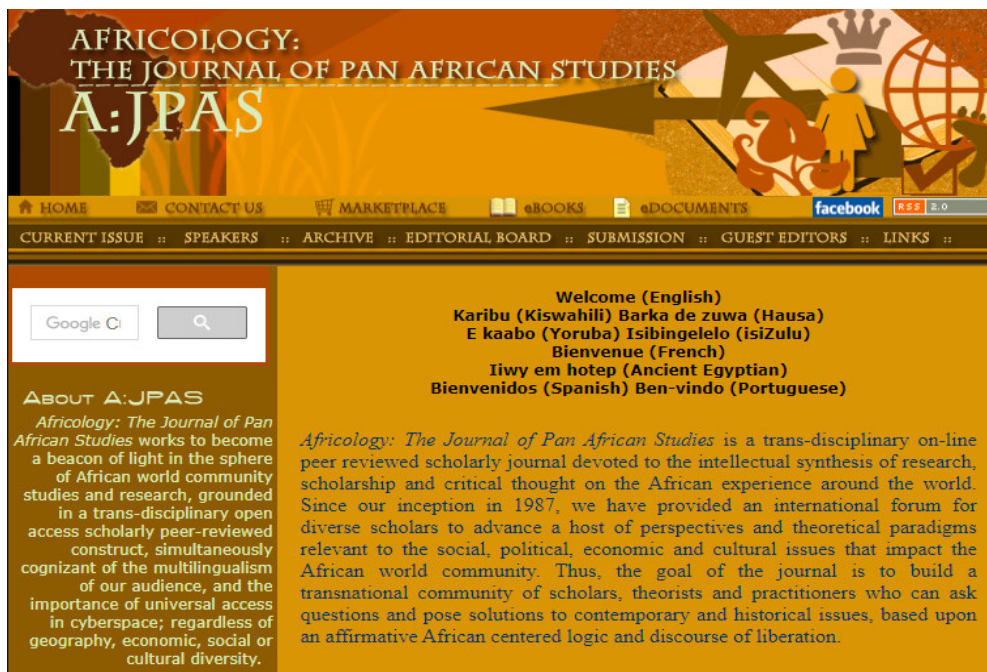 AFRICOLOGY:
THE JOURNAL OF PAN AFRICAN STUDIES
A:JPAS
HOME CONTACT US MARKETPLACE eBOOKS eDOCUMENTS facebook RSS 2.0
CURRENT ISSUE :: SPEAKERS :: ARCHIVE :: EDITORIAL BOARD :: SUBMISSION :: GUEST EDITORS :: LINKS ::
Google
ABOUT A:JPAS
Africology: The Journal of Pan
African Studies works to become
a beacon of light in the sphere
of African world community
studies and research, grounded
in a trans-disciplinary open
access scholarly peer-reviewed
construct, simultaneously
cognizant of the multilingualism
of our audience, and the
importance of universal access
in cyberspace; regardless of
geography, economic, social or
cultural diversity.
Welcome (English)
Karibu (Kiswahili) Barka de zuwa (Hausa)
E kaabo (Yoruba) Isibingelelo (isiZulu)
Bienvenue (French)
Iiwy em hotep (Ancient Egyptian)
Bienvenidos (Spanish) Ben-vindo (Portuguese)
Africology: The Journal of Pan African Studies is a trans-disciplinary on-line
peer reviewed scholarly journal devoted to the intellectual synthesis of research,
scholarship and critical thought on the African experience around the world.
Since our inception in 1987, we have provided an international forum for
diverse scholars to advance a host of perspectives and theoretical paradigms
relevant to the social, political, economic and cultural issues that impact the
African world community. Thus, the goal of the journal is to build a
transnational community of scholars, theorists and practitioners who can ask
questions and pose solutions to contemporary and historical issues, based upon
an affirmative African centered logic and discourse of liberation.